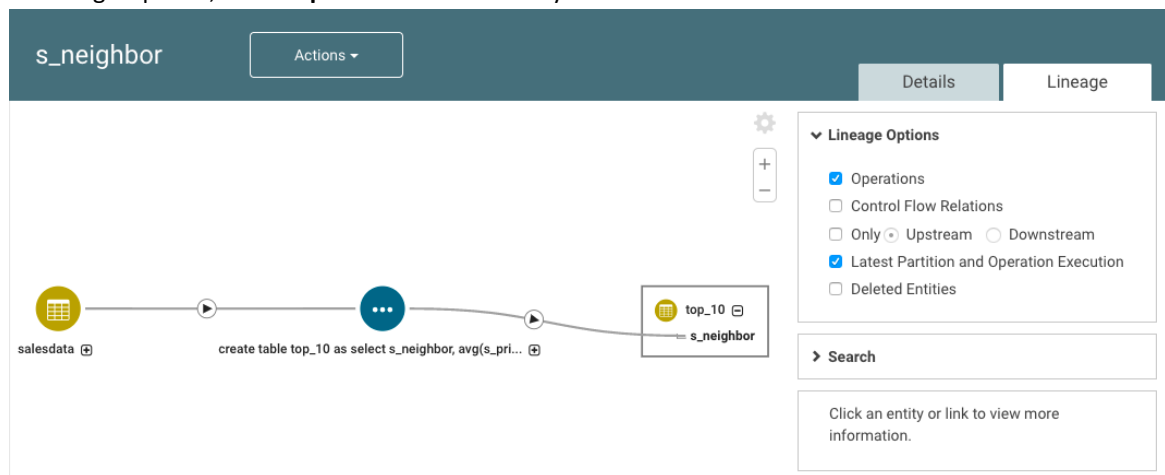 s_neighbor
Actions
Details
Lineage
Lineage Options
Operations
Control Flow Relations
Only Upstream Downstream
Latest Partition and Operation Execution
Deleted Entities
Search
Click an entity or link to view more
information.
salesdata
create table top_10 as select s_neighbor, avg(s_pri...
top_10
s_neighbor